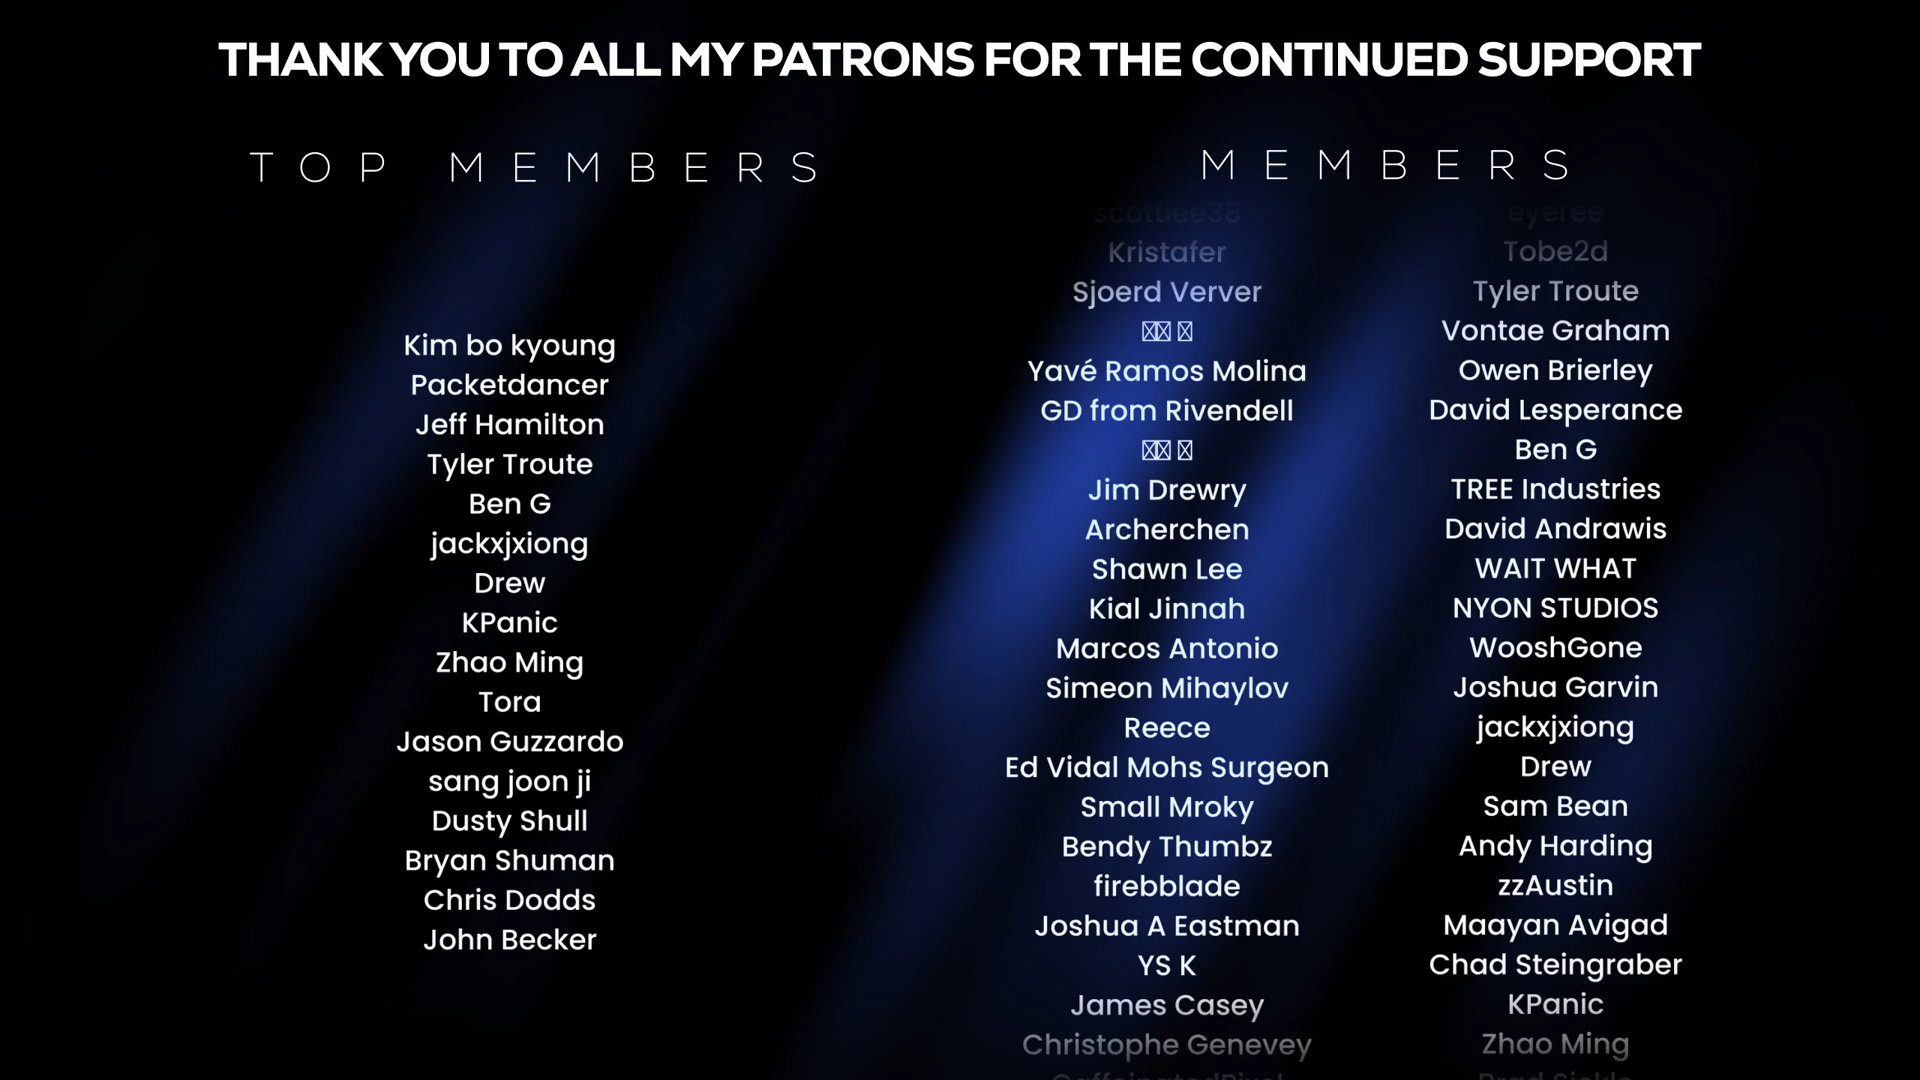 THANK YOU TO ALL MY PATRONS FOR THE CONTINUED SUPPORT
TOP MEMBERS
Kim bo kyoung
Packetdancer
Jeff Hamilton
Tyler Troute
Ben G
jackxjxiong
Drew
KPanic
Zhao Ming
Tora
Jason Guzzardo
sang joon ji
Dusty Shull
Bryan Shuman
Chris Dodds
John Becker
MEMBERS
scottlee38
Kristafer
Sjoerd Verver
Yavé Ramos Molina
GD from Rivendell
Jim Drewry
Archerchen
Shawn Lee
Kial Jinnah
Marcos Antonio
Simeon Mihaylov
Reece
Ed Vidal Mohs Surgeon
Small Mroky
Bendy Thumbz
firebblade
Joshua A Eastman
YS K
James Casey
Christophe Genevey
eyeree
Tobe2d
Tyler Troute
Vontae Graham
Owen Brierley
David Lesperance
Ben G
TREE Industries
David Andrawis
WAIT WHAT
NYON STUDIOS
WooshGone
Joshua Garvin
jackxjxiong
Drew
Sam Bean
Andy Harding
zzAustin
Maayan Avigad
Chad Steingraber
KPanic
Zhao Ming